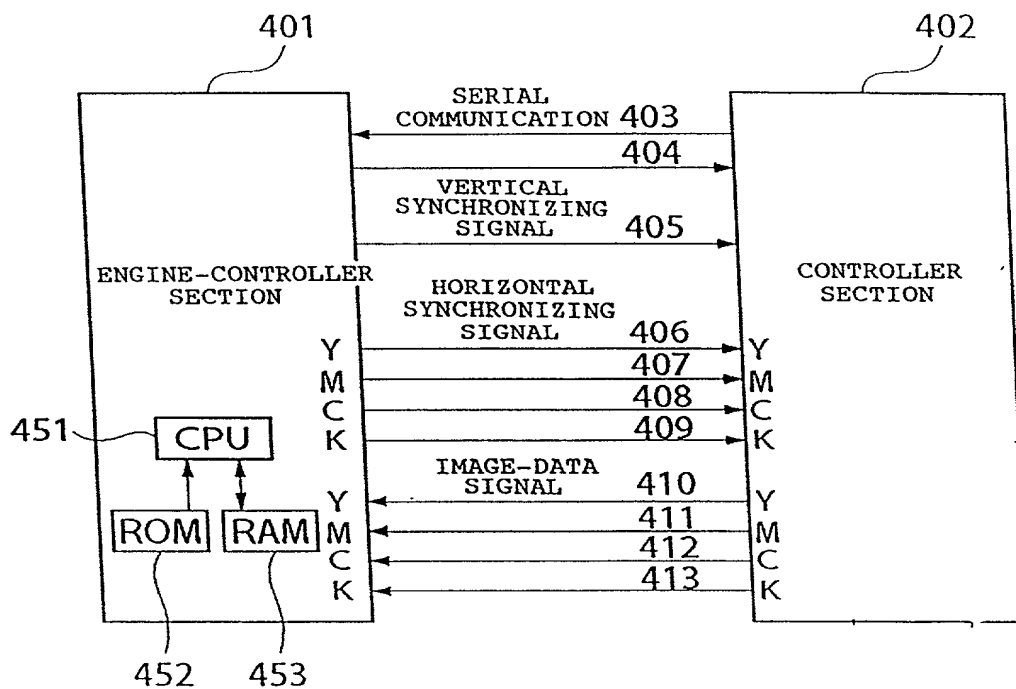 401
402
SERIAL
COMMUNICATION 403
404
VERTICAL
SYNCHRONIZING
SIGNAL 405
ENGINE-CONTROLLER
SECTION
CONTROLLER
SECTION
HORIZONTAL
SYNCHRONIZING
SIGNAL 406
Y Y
407
M M
408
C C
409
K K
451
CPU
ROM
RAM
452
453
IMAGE-DATA
SIGNAL 410
Y Y
411
M M
412
C C
413
K K